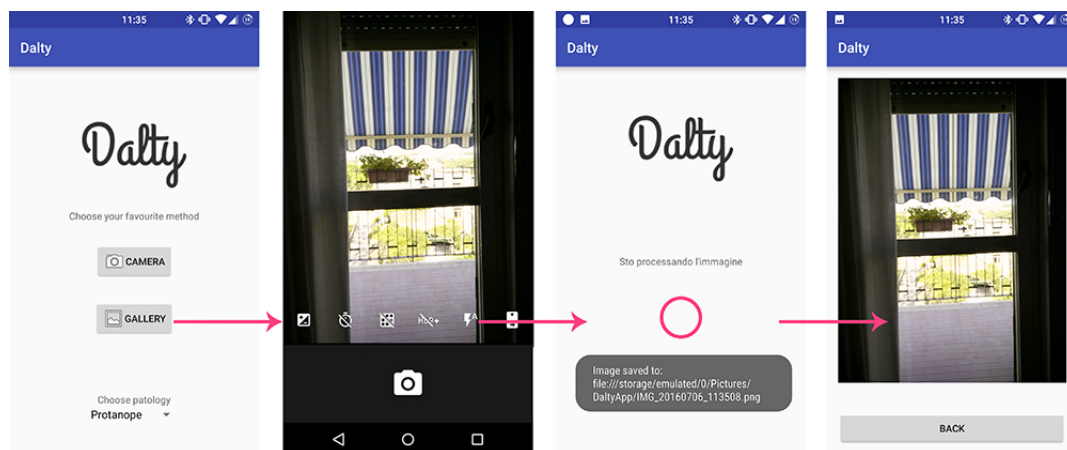 11:35
Dalty
Dalty
Choose your favourite method
CAMERA
GALLERY
Choose patology
Protanope
HDR+
A
11:35
Dalty
Dalty
Sto processando l'immagine
Image saved to:
file:///storage/emulated/0/Pictures/
DaltyApp/IMG_20160706_113508.png
11:35
Dalty
BACK